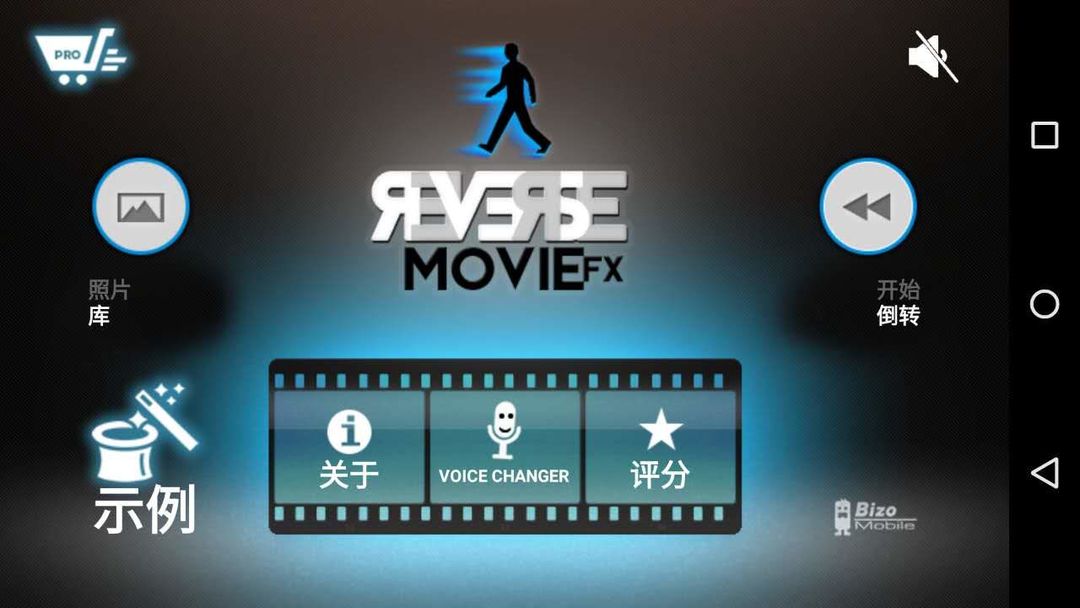 PRO
REVERSE
MOVIE FX
照片
库
开始
倒转
示例
关于
VOICE CHANGER
评分
Bizo
Mobile